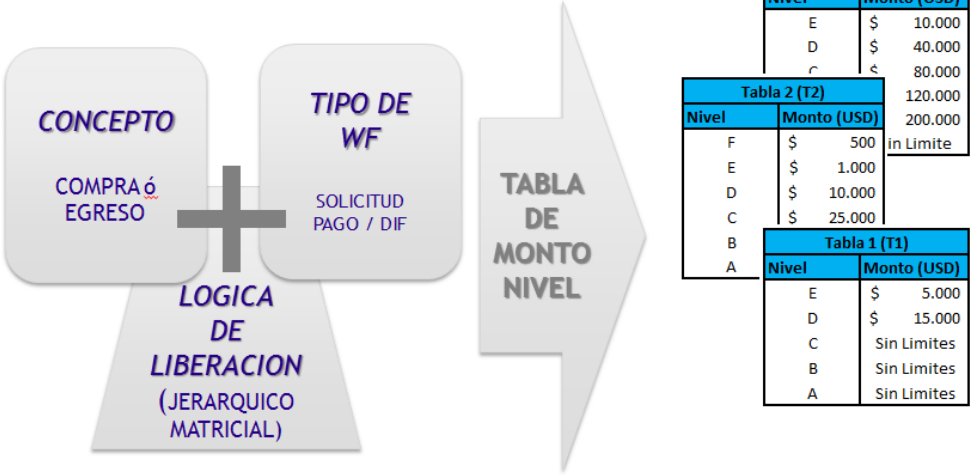 CONCEPTO
COMPRA ó
EGRESO
TIPO DE
WF
SOLICITUD
PAGO / DIF
LOGICA
DE
LIBERACION
(JERARQUICO
MATRICIAL)
TABLA
DE
MONTO
NIVEL
Nivel Monto (USD)
E $ 10.000
D $ 40.000
C $ 80.000
120.000
200.000
in Limite
Tabla 2 (T2)
Nivel Monto (USD)
F $ 500
E $ 1.000
D $ 10.000
C $ 25.000
B
A
Tabla 1 (T1)
Nivel Monto (USD)
E $ 5.000
D $ 15.000
C Sin Limites
B Sin Limites
A Sin Limites